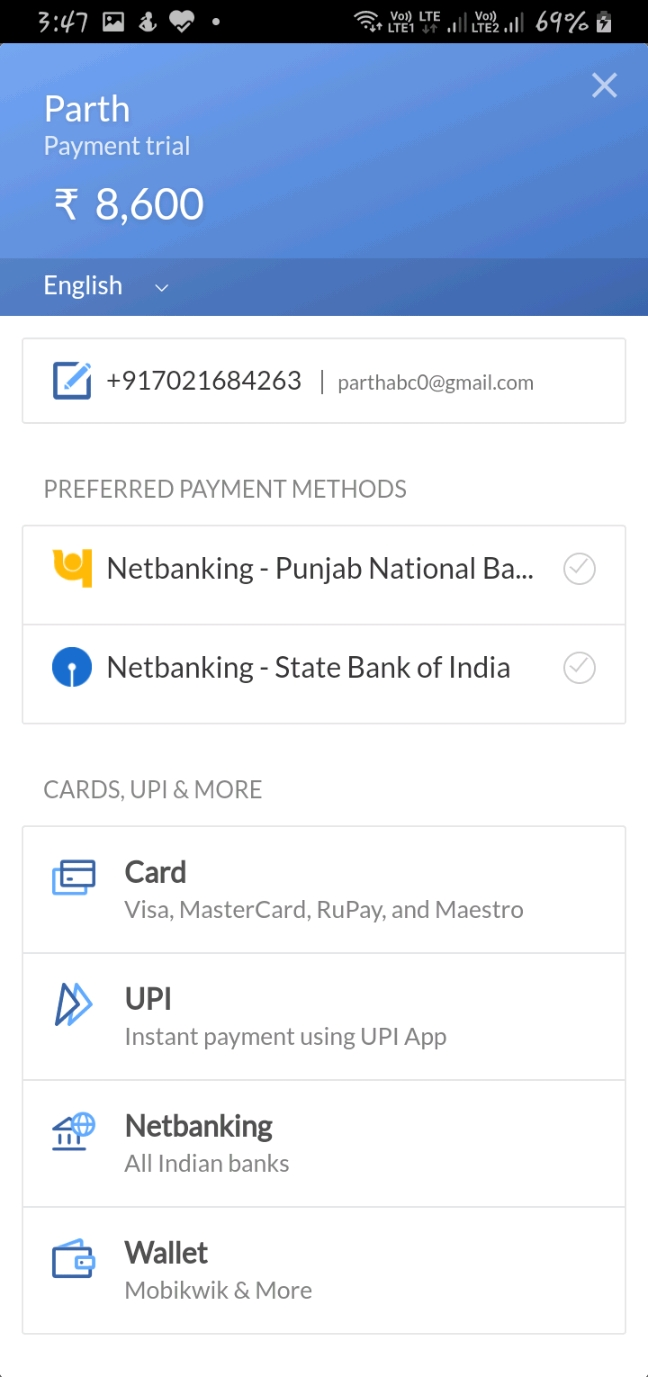 3:47 Vo) LTE LTE1 Vo) LTE2 69%
Parth
Payment trial
₹ 8,600
English
+917021684263 | parthabc0@gmail.com
PREFERRED PAYMENT METHODS
Netbanking - Punjab National Ba...
Netbanking - State Bank of India
CARDS, UPI & MORE
Card
Visa, MasterCard, RuPay, and Maestro
UPI
Instant payment using UPI App
Netbanking
All Indian banks
Wallet
Mobikwik & More